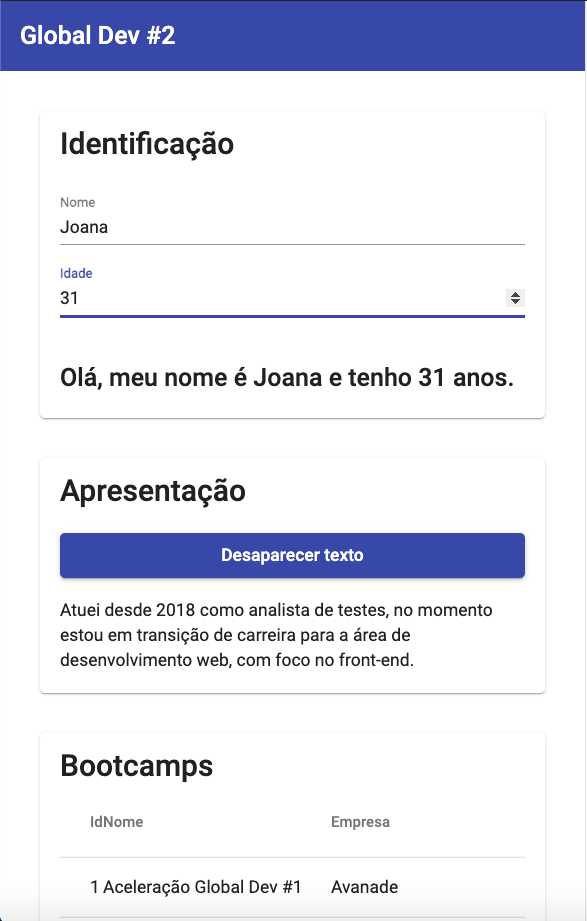 Global Dev #2
Identificação
Nome
Joana
Idade
31
Olá, meu nome é Joana e tenho 31 anos.
Apresentação
Desaparecer texto
Atuei desde 2018 como analista de testes, no momento
estou em transição de carreira para a área de
desenvolvimento web, com foco no front-end.
Bootcamps
IdNome Empresa
1 Aceleração Global Dev #1 Avanade